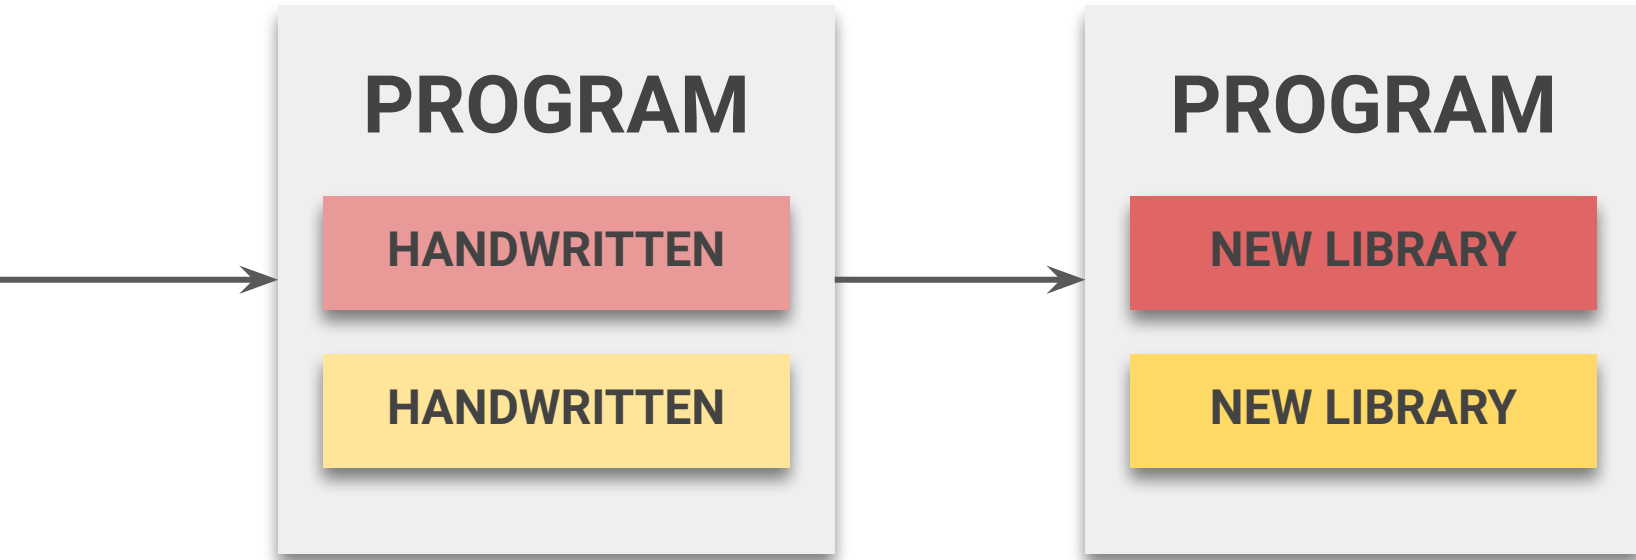 PROGRAM
HANDWRITTEN
HANDWRITTEN
PROGRAM
NEW LIBRARY
NEW LIBRARY